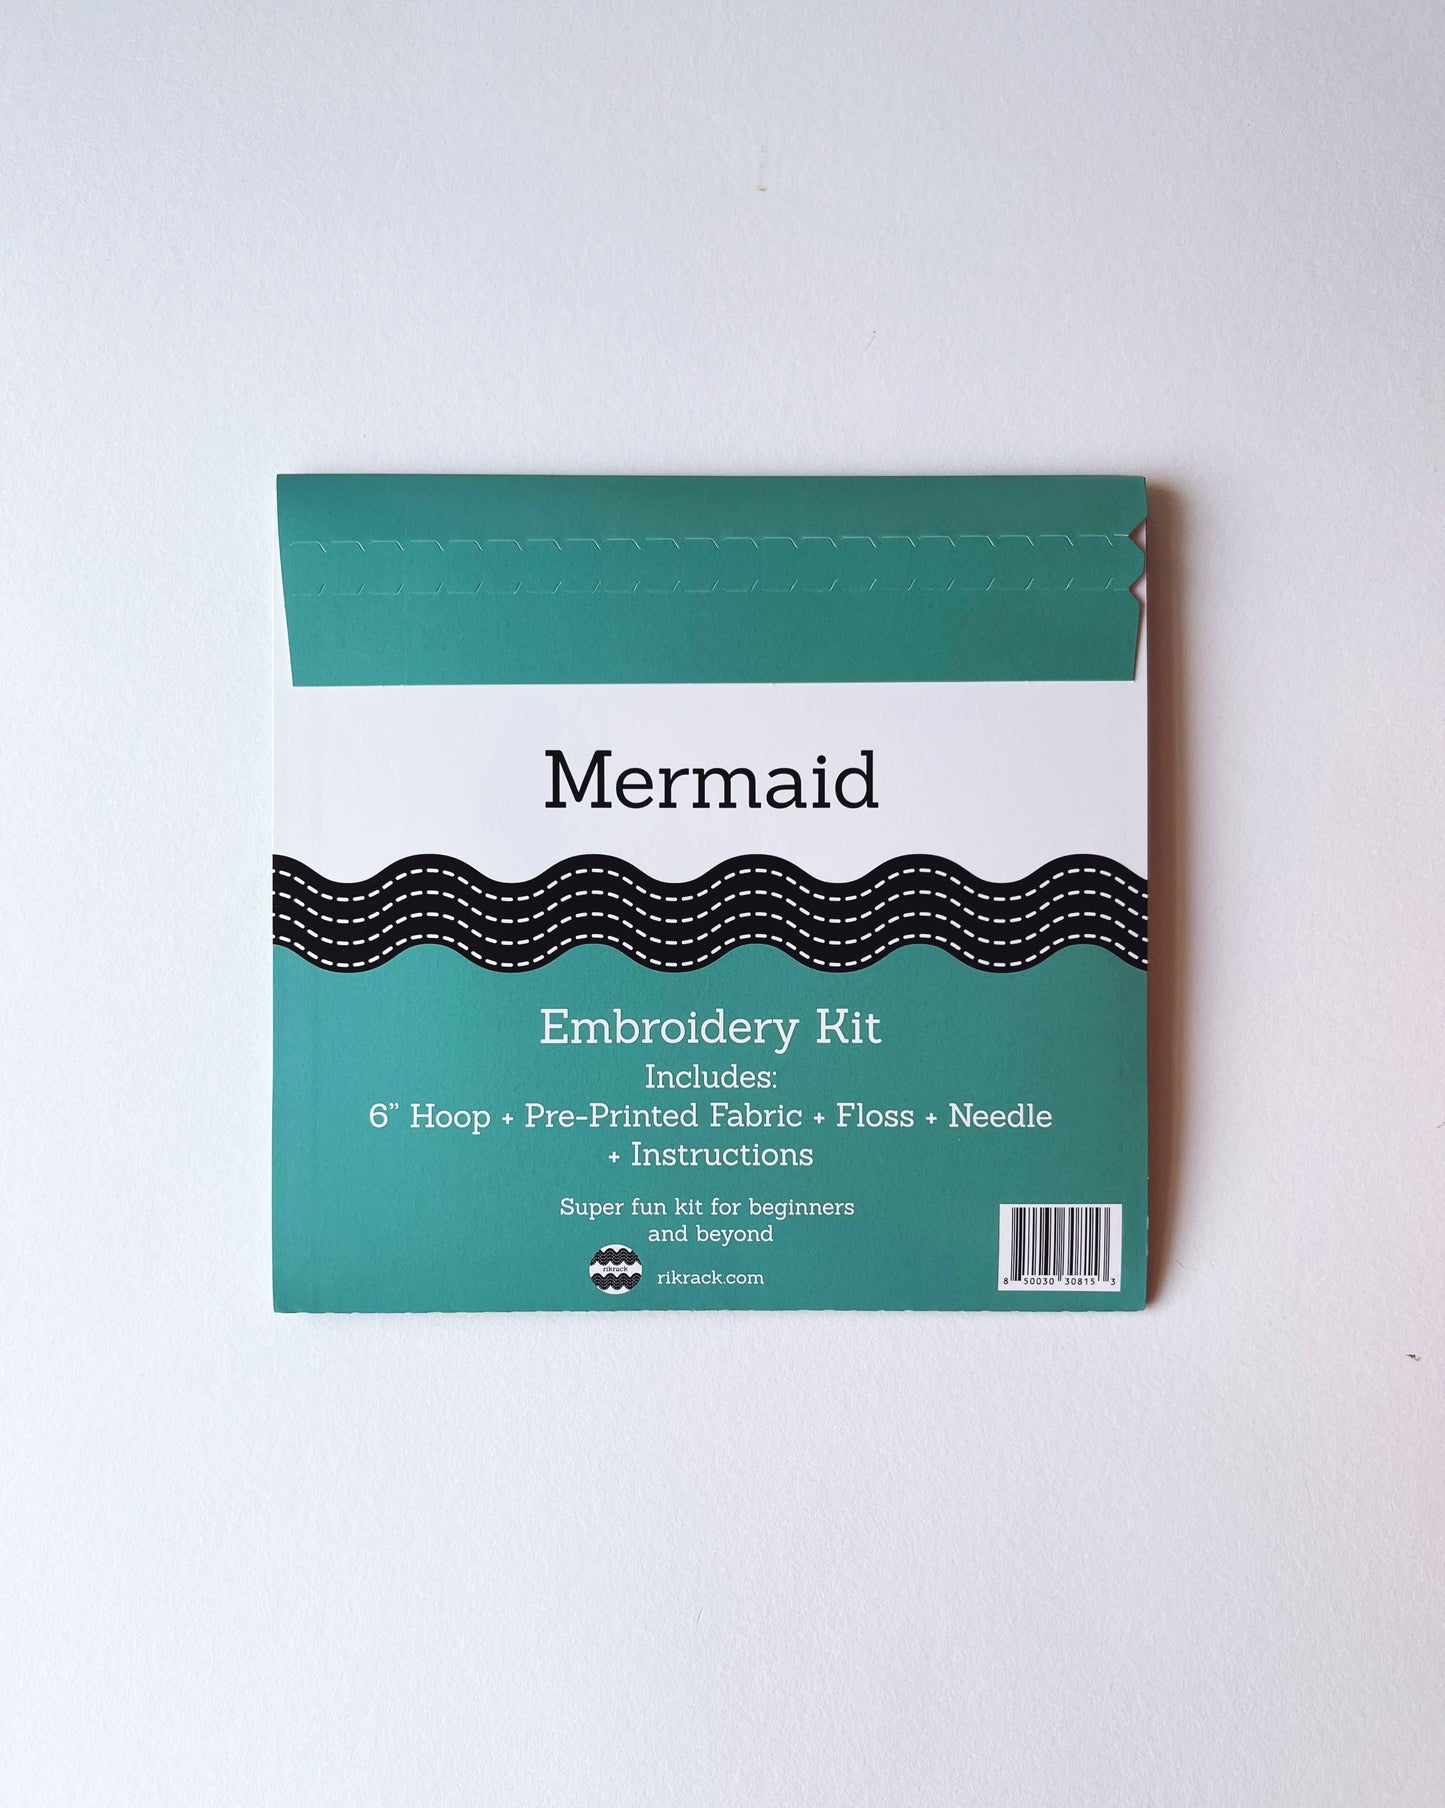 Mermaid
Embroidery Kit
Includes:
6” Hoop + Pre-Printed Fabric + Floss + Needle
+ Instructions
Super fun kit for beginners
and beyond
rikrack
rikrack.com
8 50030 30815 3